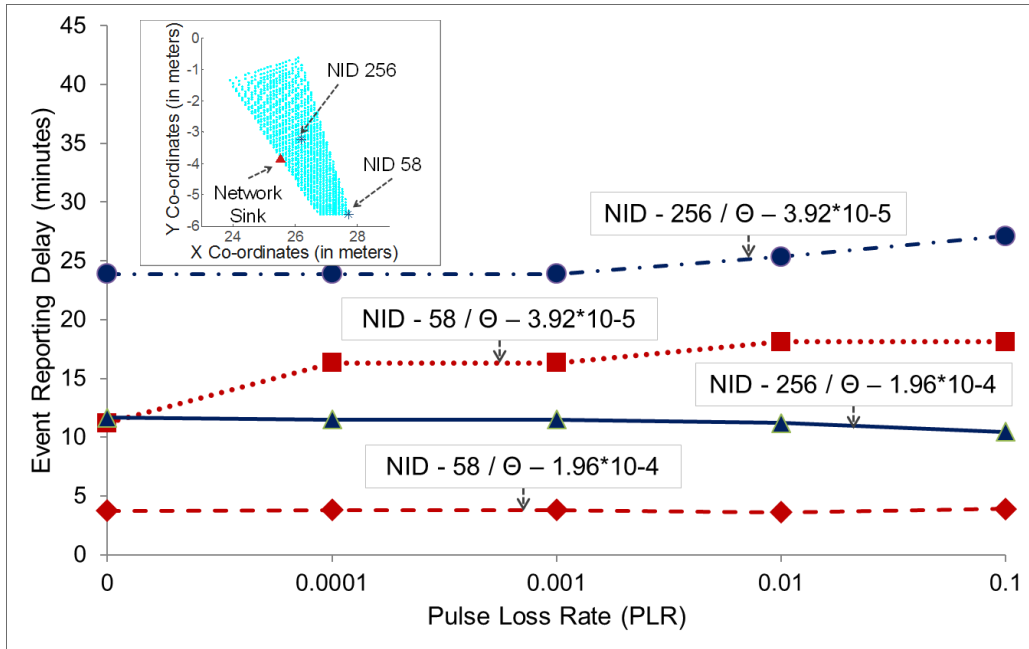 45
40
35
30
25
20
15
10
5
0
Event Reporting Delay (minutes)
0
0.0001
0.001
0.01
0.1
Pulse Loss Rate (PLR)
0
-1
-2
-3
-4
-5
-6
Y Co-ordinates (in meters)
24
26
28
X Co-ordinates (in meters)
NID 256
NID 58
Network
Sink
NID - 256 / Θ – 3.92*10-5
NID - 58 / Θ – 3.92*10-5
NID - 256 / Θ – 1.96*10-4
NID - 58 / Θ – 1.96*10-4